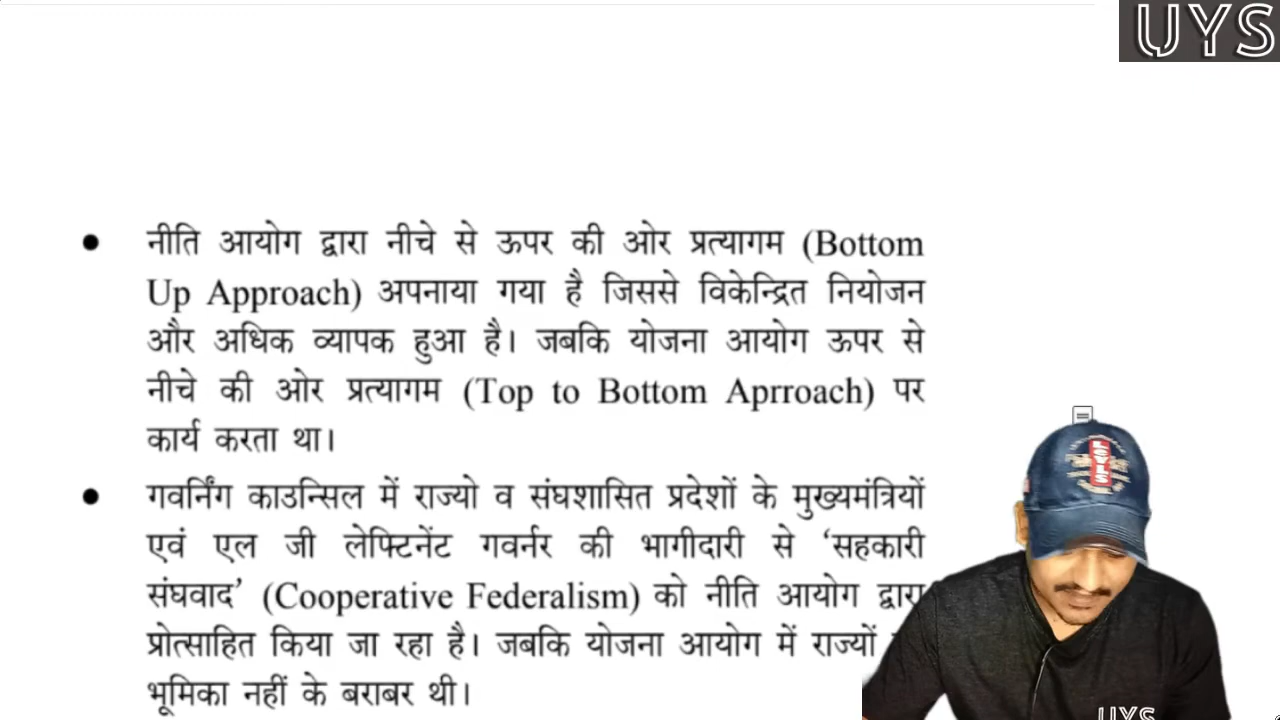 UYS
नीति आयोग द्वारा नीचे से ऊपर की ओर प्रत्यागम (Bottom
Up Approach) अपनाया गया है जिससे विकेन्द्रित नियोजन
और अधिक व्यापक हुआ है। जबकि योजना आयोग ऊपर से
नीचे की ओर प्रत्यागम (Top to Bottom Aprroach) पर
कार्य करता था।
गवर्निंग काउन्सिल में राज्यो व संघशासित प्रदेशों के मुख्यमंत्रियों
एवं एल जी लेफ्टिनेंट गवर्नर की भागीदारी से ‘सहकारी
संघवाद’ (Cooperative Federalism) को नीति आयोग द्वारा
प्रोत्साहित किया जा रहा है। जबकि योजना आयोग में राज्यों
भूमिका नहीं के बराबर थी।
LEVI'S
UYS